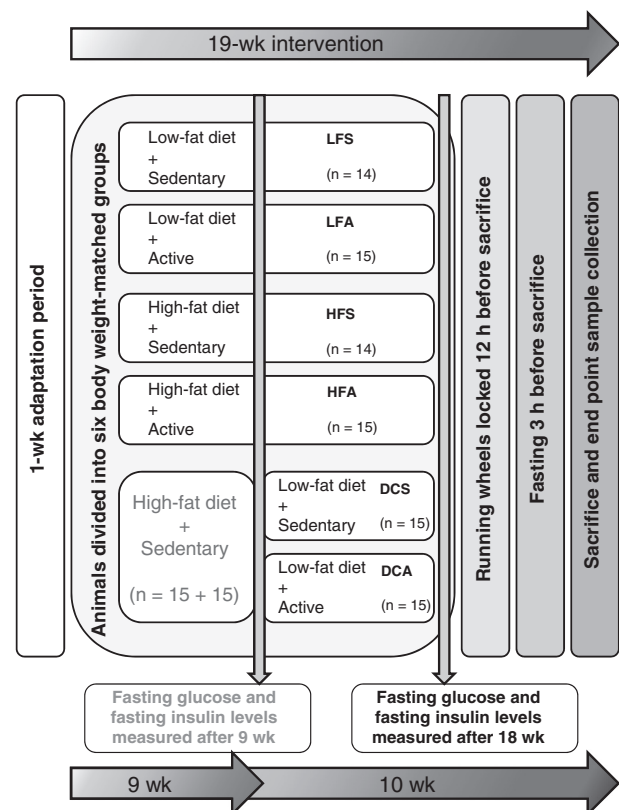 19-wk intervention
1-wk adaptation period
Animals divided into six body weight-matched groups
Low-fat diet
+
Sedentary
LFS
(n = 14)
Low-fat diet
+
Active
LFA
(n = 15)
High-fat diet
+
Sedentary
HFS
(n = 14)
High-fat diet
+
Active
HFA
(n = 15)
High-fat diet
+
Sedentary
(n = 15 + 15)
Low-fat diet
+
Sedentary
DCS
(n = 15)
Low-fat diet
+
Active
DCA
(n = 15)
Running wheels locked 12 h before sacrifice
Fasting 3 h before sacrifice
Sacrifice and end point sample collection
Fasting glucose and
fasting insulin levels
measured after 9 wk
Fasting glucose and
fasting insulin levels
measured after 18 wk
9 wk
10 wk